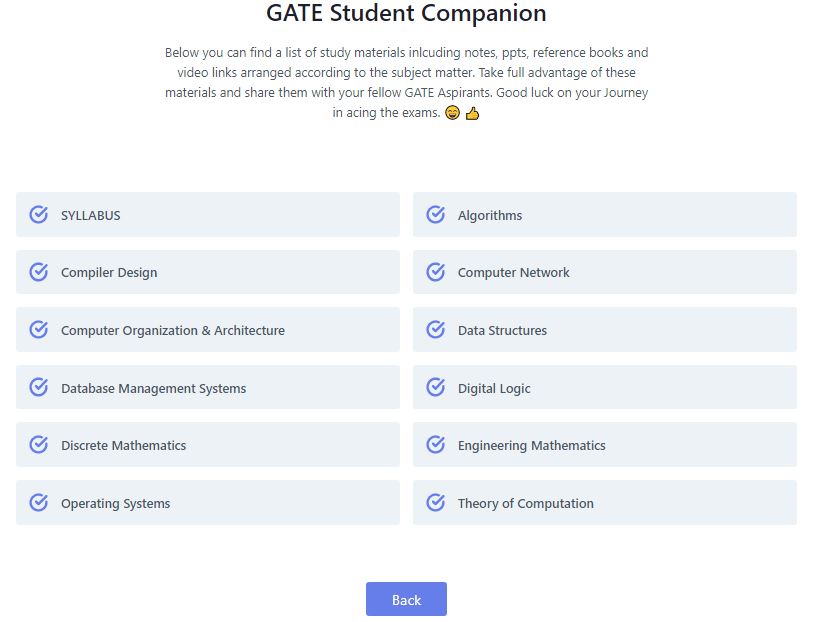 GATE Student Companion
Below you can find a list of study materials inlcuding notes, ppts, reference books and
video links arranged according to the subject matter. Take full advantage of these
materials and share them with your fellow GATE Aspirants. Good luck on your Journey
in acing the exams. 😄 👍
SYLLABUS
Algorithms
Compiler Design
Computer Network
Computer Organization & Architecture
Data Structures
Database Management Systems
Digital Logic
Discrete Mathematics
Engineering Mathematics
Operating Systems
Theory of Computation
Back